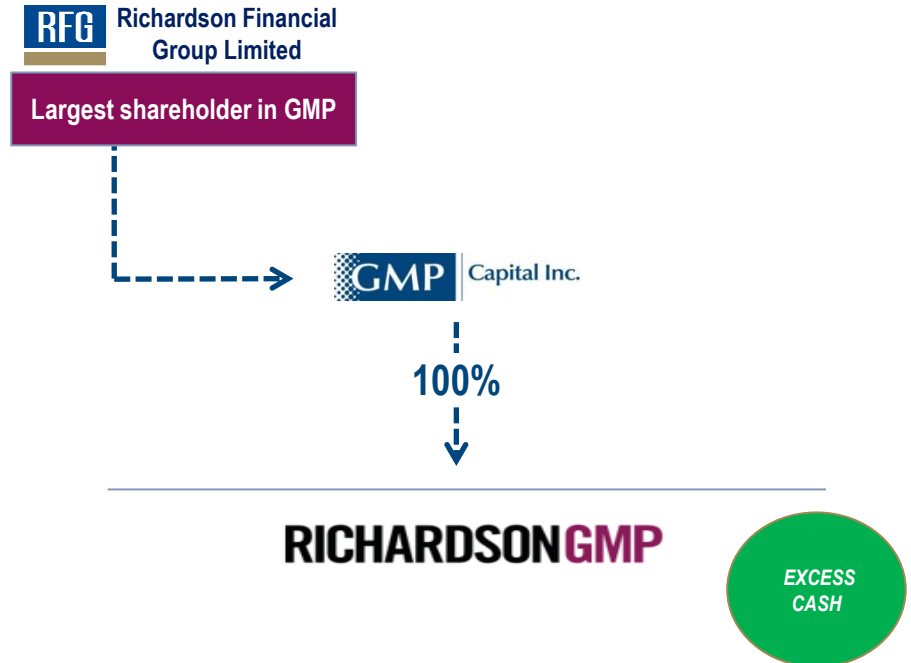 RFG
Richardson Financial
Group Limited
Largest shareholder in GMP
GMP Capital Inc.
100%
RICHARDSONGMP
EXCESS
CASH